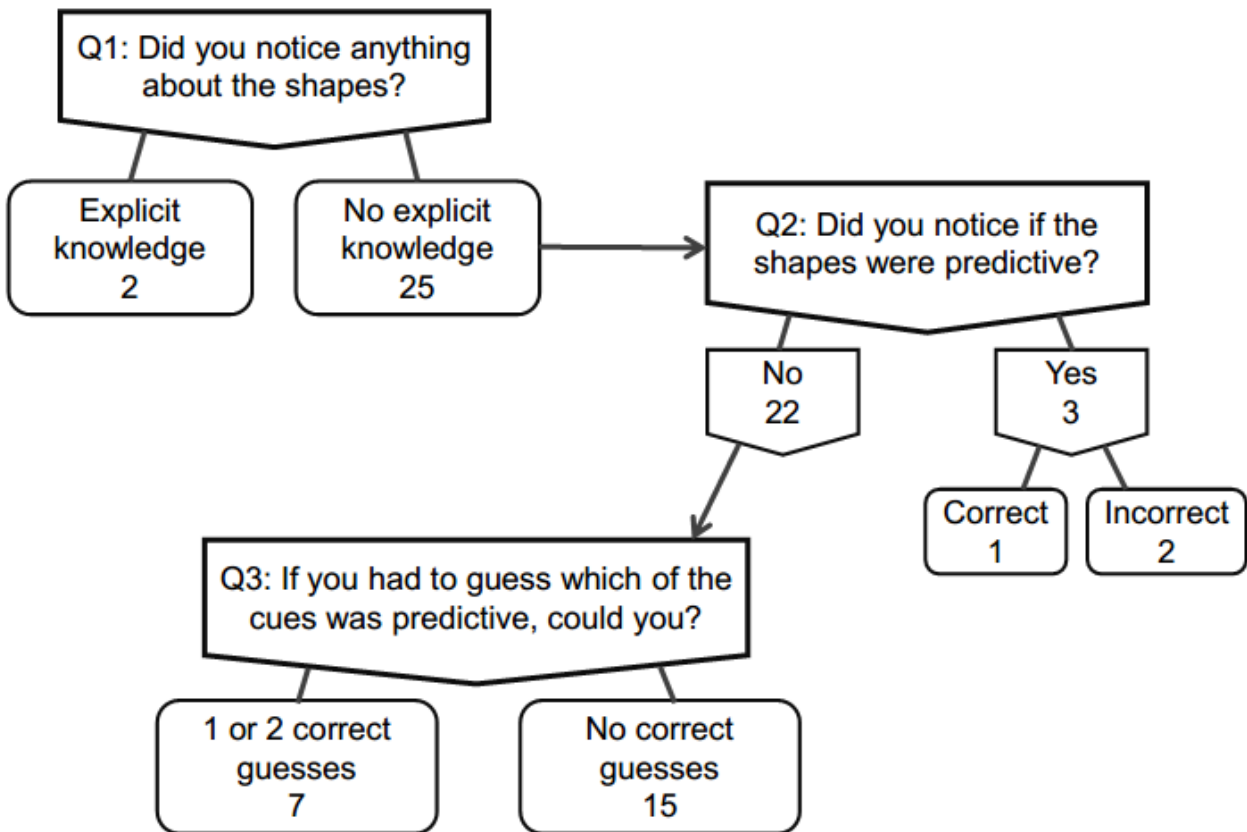 Q1: Did you notice anything
about the shapes?
Explicit
knowledge
2
No explicit
knowledge
25
Q2: Did you notice if the
shapes were predictive?
No
22
Yes
3
Correct
1
Incorrect
2
Q3: If you had to guess which of the
cues was predictive, could you?
1 or 2 correct
guesses
7
No correct
guesses
15